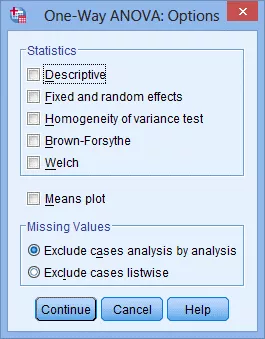 One-Way ANOVA: Options
Statistics
Descriptive
Fixed and random effects
Homogeneity of variance test
Brown-Forsythe
Welch
Means plot
Missing Values
Exclude cases analysis by analysis
Exclude cases listwise
Continue Cancel Help